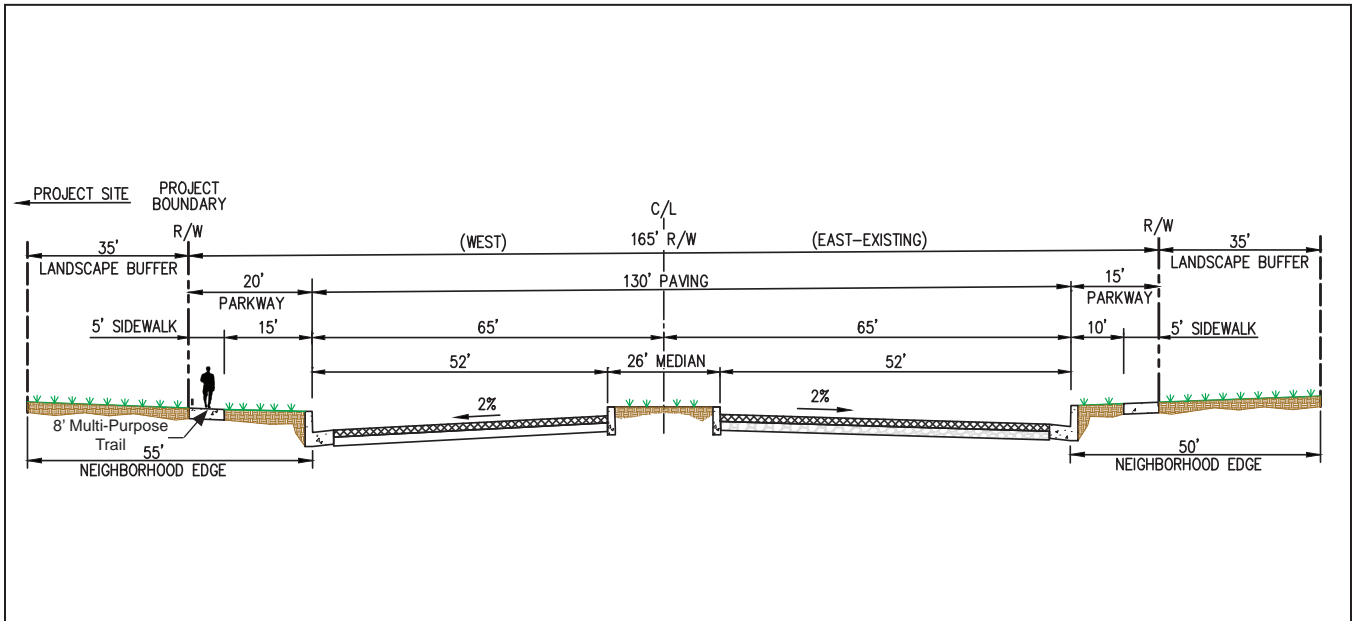 PROJECT SITE
PROJECT
BOUNDARY
R/W
C/L
R/W
35'
LANDSCAPE BUFFER
(WEST)
165' R/W
(EAST-EXISTING)
35'
LANDSCAPE BUFFER
20'
PARKWAY
130' PAVING
15'
PARKWAY
5' SIDEWALK
15'
65'
65'
10'
5' SIDEWALK
52'
26' MEDIAN
52'
2%
2%
8' Multi-Purpose
Trail
55'
NEIGHBORHOOD EDGE
50'
NEIGHBORHOOD EDGE